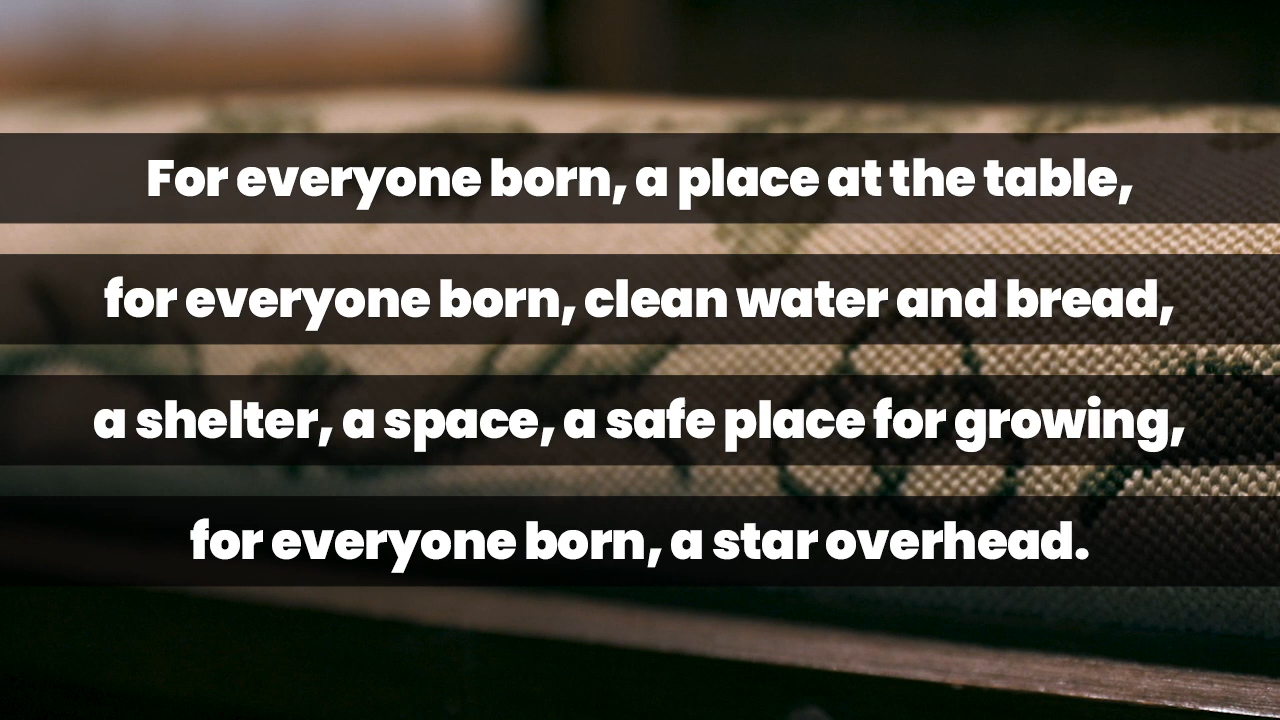 For everyone born, a place at the table,
for everyone born, clean water and bread,
a shelter, a space, a safe place for growing,
for everyone born, a star overhead.